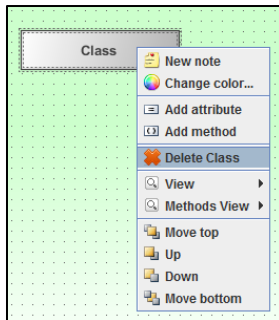 Class
New note
Change color...
Add attribute
Add method
Delete Class
View
Methods View
Move top
Up
Down
Move bottom